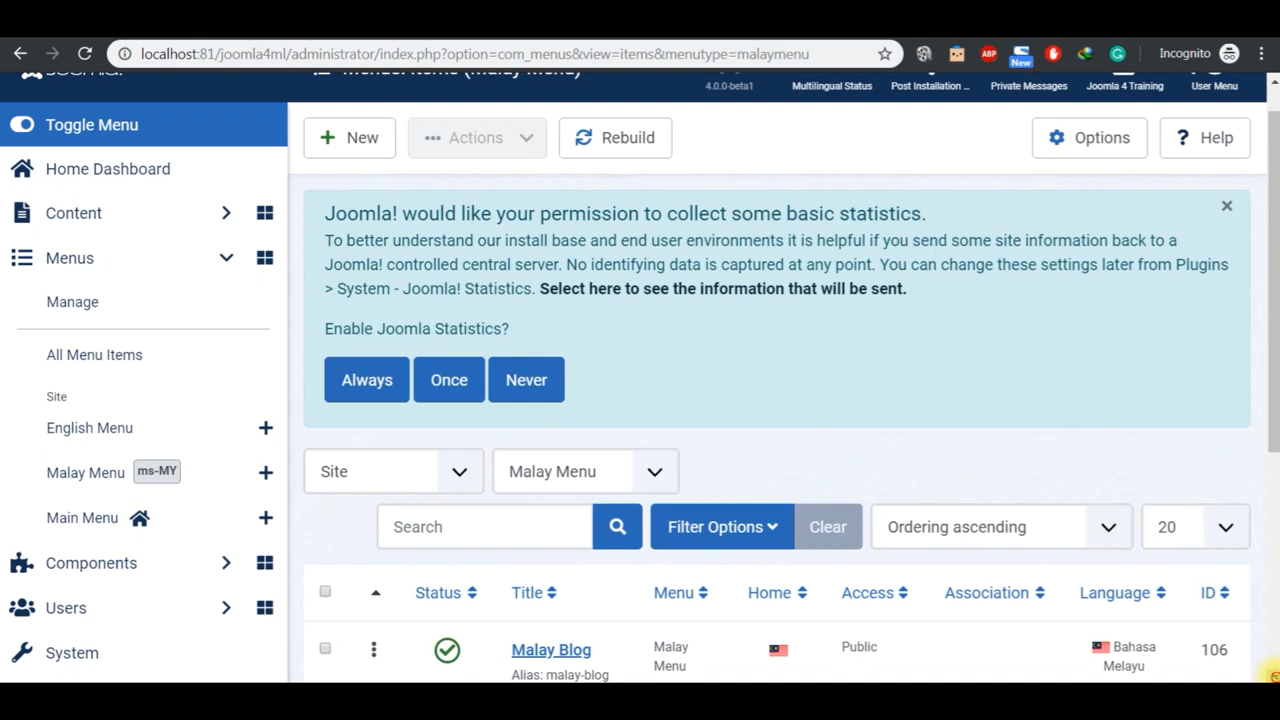 localhost:81/joomla4ml/administrator/index.php?option=com_menus&view=items&menutype=malaymenu
ABP
New
Incognito
4.0.0-beta1
Multilingual Status
Post Installation ...
Private Messages
Joomla 4 Training
User Menu
Toggle Menu
Home Dashboard
Content
Menus
Manage
All Menu Items
Site
English Menu
Malay Menu ms-MY
Main Menu
Components
Users
System
New
Actions
Rebuild
Options
? Help
Joomla! would like your permission to collect some basic statistics.
To better understand our install base and end user environments it is helpful if you send some site information back to a
Joomla! controlled central server. No identifying data is captured at any point. You can change these settings later from Plugins
> System - Joomla! Statistics. Select here to see the information that will be sent.
Enable Joomla Statistics?
Always Once Never
Site
Malay Menu
Search
Filter Options
Clear
Ordering ascending
20
Status Title Menu Home Access Association Language ID
Malay Blog
Alias: malay-blog
Malay
Menu
Public
Bahasa
Melayu
106